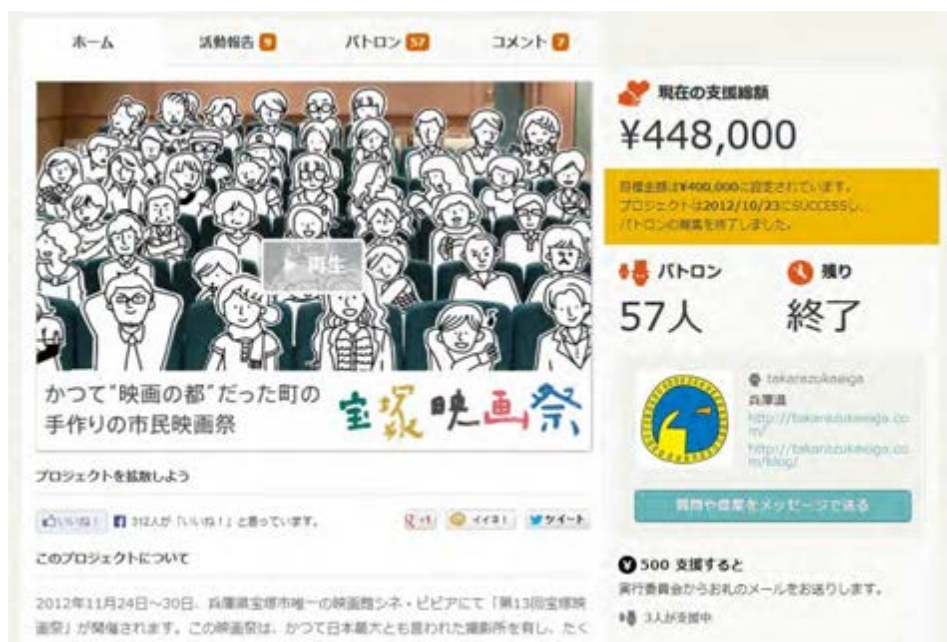 ホーム
活動報告 9
パトロン 57
コメント 7
再生
かつて"映画の都"だった町の
手作りの市民映画祭
宝塚映画祭
プロジェクトを拡散しよう
いいね!
312人が「いいね!」と言っています。
+1
イイネ!
ツイート
このプロジェクトについて
2012年11月24日～30日、兵庫県宝塚市唯一の映画館シネ・ピピアにて「第13回宝塚映
画祭」が開催されます。この映画祭は、かつて日本最大とも言われた撮影所を有し、たく
現在の支援総額
¥448,000
目標金額は¥400,000に設定されています。
プロジェクトは2012/10/23にSUCCESSし、
パトロンの募集を終了しました。
パトロン
57人
残り
終了
takarazukaeiga
兵庫県
http://takarazukaeiga.co
m/
http://takarazukaeiga.co
m/blog/
質問や提案をメッセージで送る
500 支援すると
実行委員会からお礼のメールをお送りします。
3人が支援中